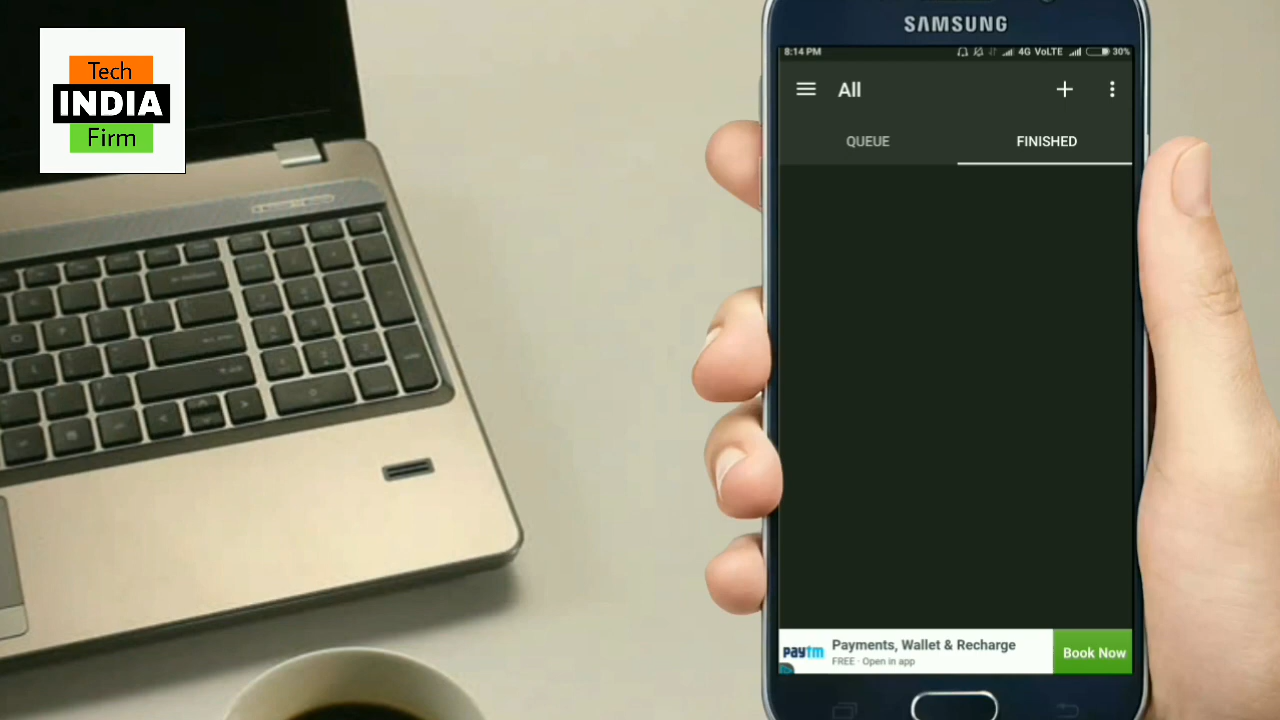 Tech
INDIA
Firm
SAMSUNG
8:14 PM 4G VoLTE 30%
All
QUEUE FINISHED
paytm Payments, Wallet & Recharge
FREE · Open in app
Book Now